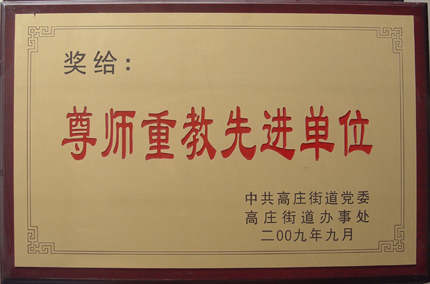 奖给：
尊师重教先进单位
中共高庄街道党委
高庄街道办事处
二00九年九月